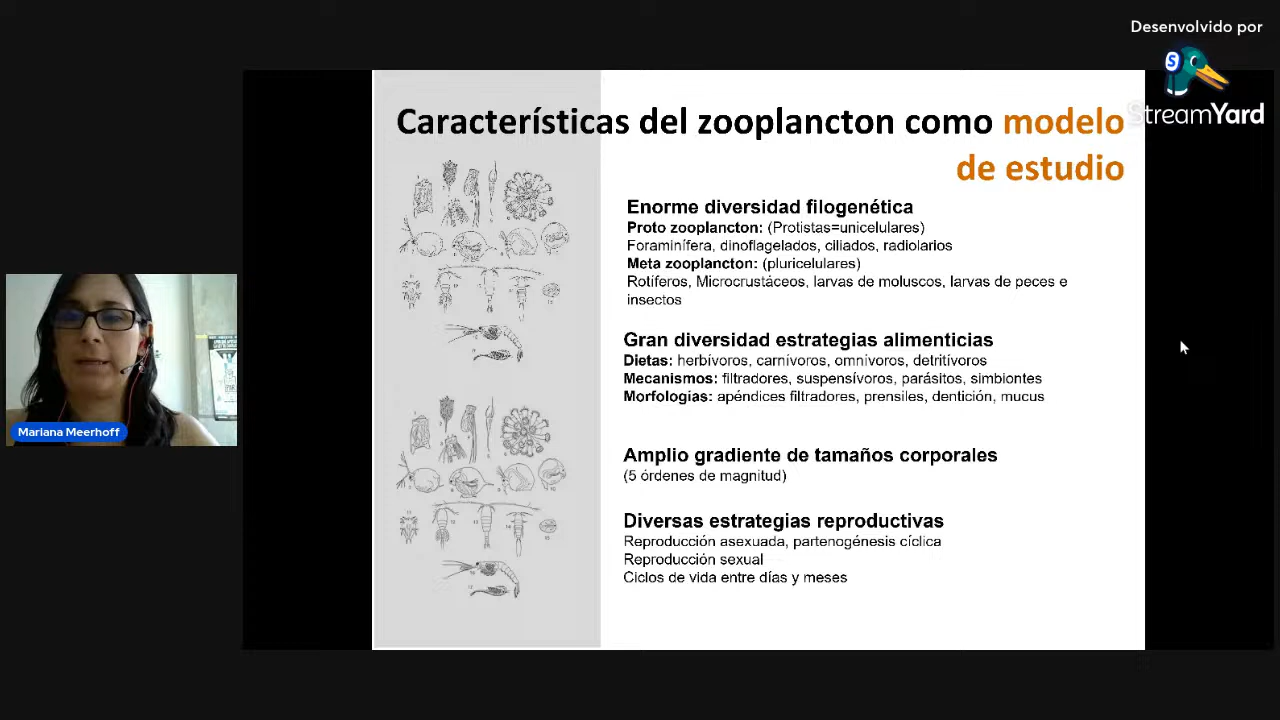 Desenvolvido por
StreamYard
Características del zooplancton como modelo
de estudio
Enorme diversidad filogenética
Proto zooplancton: (Protistas=unicelulares)
Foraminífera, dinoflagelados, ciliados, radiolarios
Meta zooplancton: (pluricelulares)
Rotíferos, Microcrustáceos, larvas de moluscos, larvas de peces e
insectos
Gran diversidad estrategias alimenticias
Dietas: herbívoros, carnívoros, omnivoros, detritívoros
Mecanismos: filtradores, suspensívoros, parásitos, simbiontes
Morfologias: apéndices filtradores, prensiles, dentición, mucus
Mariana Meerhoff
Amplio gradiente de tamaños corporales
(5 órdenes de magnitud)
Diversas estrategias reproductivas
Reproducción asexuada, partenogénesis cíclica
Reproducción sexual
Ciclos de vida entre días y meses